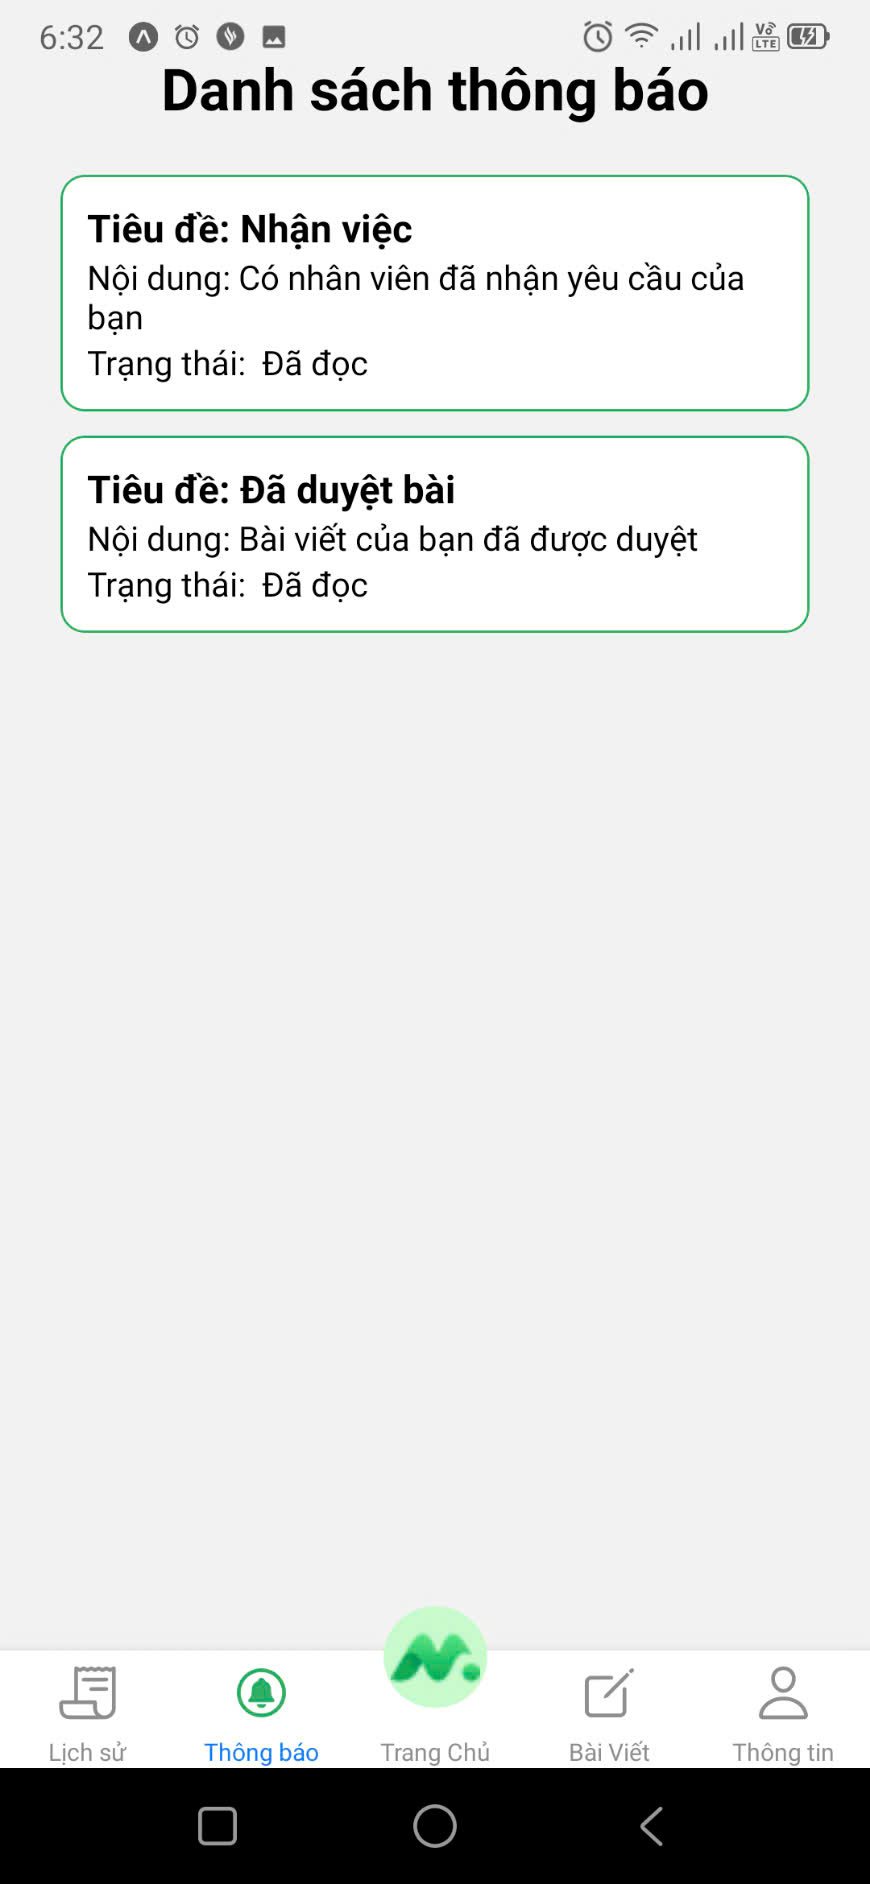 6:32
Vo
LTE
Danh sách thông báo
Tiêu đề: Nhận việc
Nội dung: Có nhân viên đã nhận yêu cầu của
bạn
Trạng thái: Đã đọc
Tiêu đề: Đã duyệt bài
Nội dung: Bài viết của bạn đã được duyệt
Trạng thái: Đã đọc
Lịch sử
Thông báo
Trang Chủ
Bài Viết
Thông tin